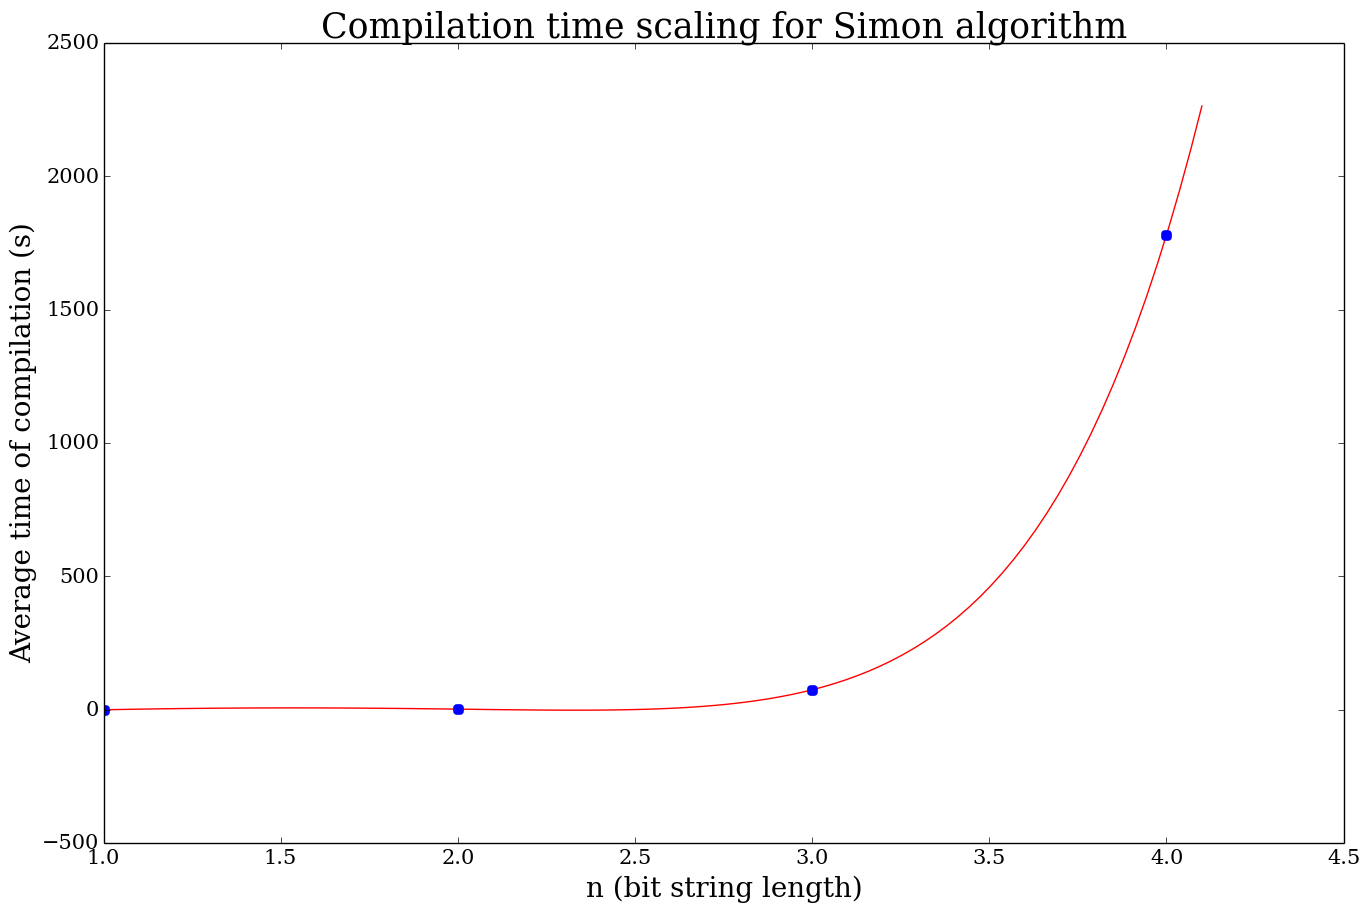 Compilation time scaling for Simon algorithm
2500
2000
1500
1000
500
0
−500
Average time of compilation (s)
1.0 1.5 2.0 2.5 3.0 3.5 4.0 4.5
n (bit string length)